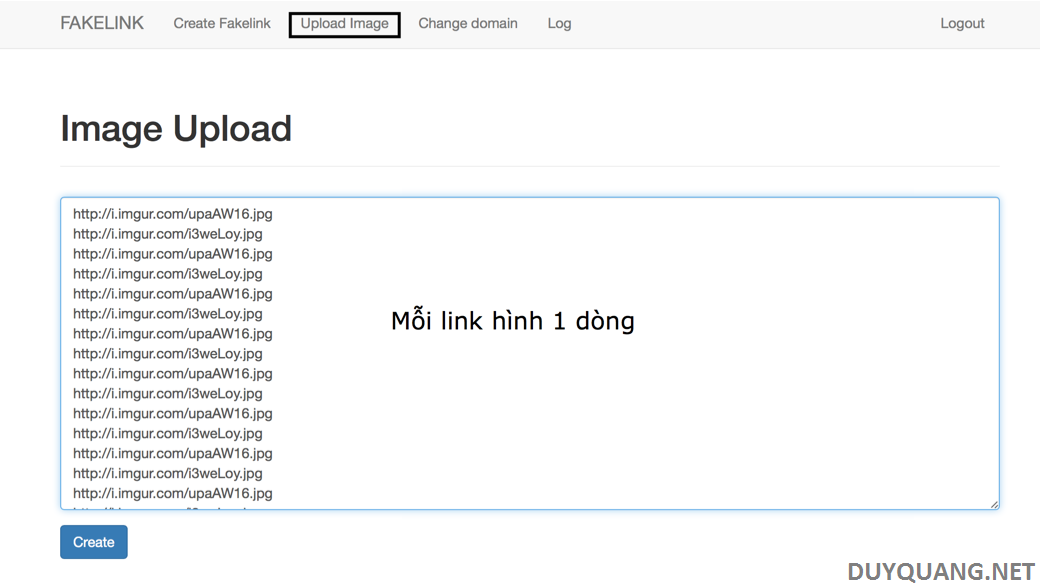 FAKELINK Create Fakelink Upload Image Change domain Log Logout
Image Upload
http://i.imgur.com/upaAW16.jpg
http://i.imgur.com/i3weLoy.jpg
http://i.imgur.com/upaAW16.jpg
http://i.imgur.com/i3weLoy.jpg
http://i.imgur.com/upaAW16.jpg
http://i.imgur.com/i3weLoy.jpg
Mỗi link hình 1 dòng
http://i.imgur.com/upaAW16.jpg
http://i.imgur.com/i3weLoy.jpg
http://i.imgur.com/upaAW16.jpg
http://i.imgur.com/i3weLoy.jpg
http://i.imgur.com/upaAW16.jpg
http://i.imgur.com/i3weLoy.jpg
http://i.imgur.com/upaAW16.jpg
http://i.imgur.com/i3weLoy.jpg
http://i.imgur.com/upaAW16.jpg
Create
DUYQUANG.NET